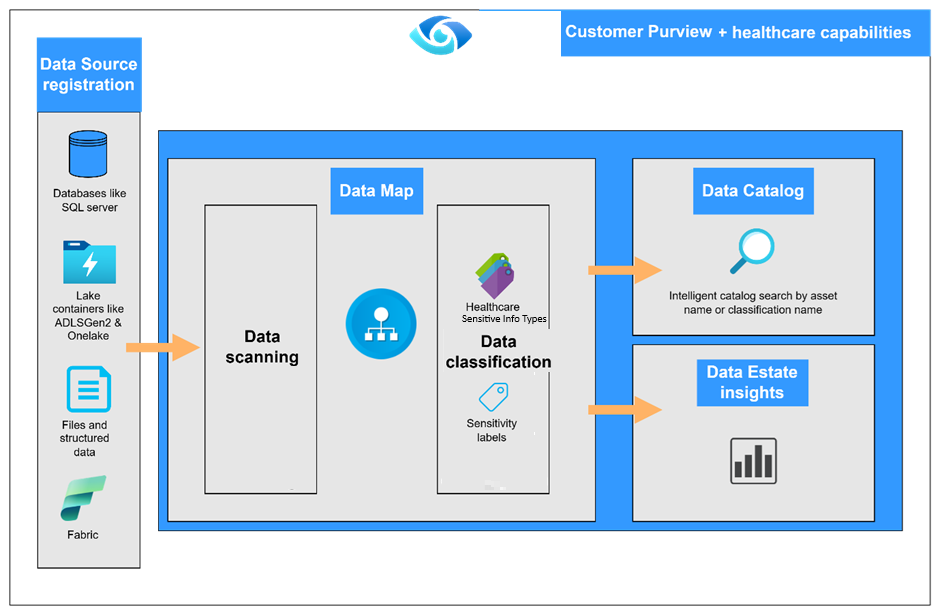 Customer Purview + healthcare capabilities
Data Source
registration
Databases like
SQL server
Lake
containers like
ADLSGen2 &
Onelake
Files and
structured
data
Fabric
Data Map
Data
scanning
Healthcare
Sensitive Info Types
Data
classification
Sensitivity
labels
Data Catalog
Intelligent catalog search by asset
name or classification name
Data Estate
insights